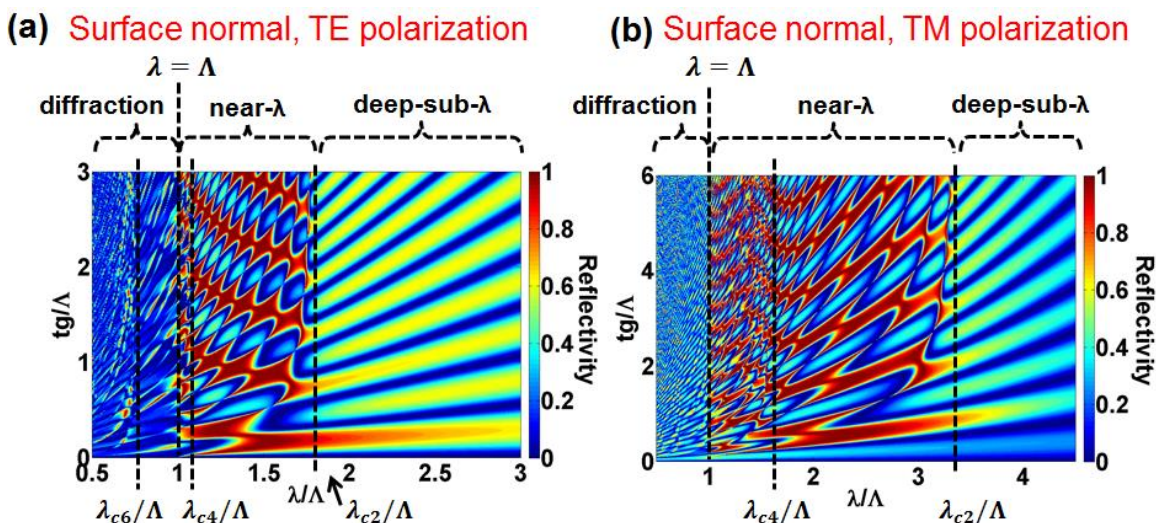 (a) Surface normal, TE polarization
λ = Λ
diffraction near-λ deep-sub-λ
3
2
1
0
tg/Λ
0.5 1 1.5 2 2.5 3
λ/Λ
λc6/Λ λc4/Λ λc2/Λ
1
0.8
0.6
0.4
0.2
0
Reflectivity
(b) Surface normal, TM polarization
λ = Λ
diffraction near-λ deep-sub-λ
6
4
2
0
tg/Λ
1 2 3 4
λc4/Λ λ/Λ λc2/Λ
1
0.8
0.6
0.4
0.2
0
Reflectivity